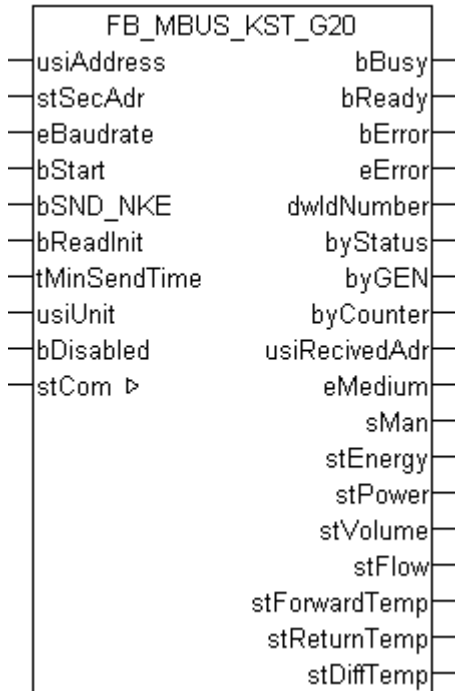 FB_MBUS_KST_G20
usiAddress bBusy
stSecAdr bReady
eBaudrate bError
bStart eError
bSND_NKE dwIdNumber
bReadInit byStatus
tMinSendTime byGEN
usiUnit byCounter
bDisabled usiRecivedAdr
stCom ▷ eMedium
sMan
stEnergy
stPower
stVolume
stFlow
stForwardTemp
stReturnTemp
stDiffTemp